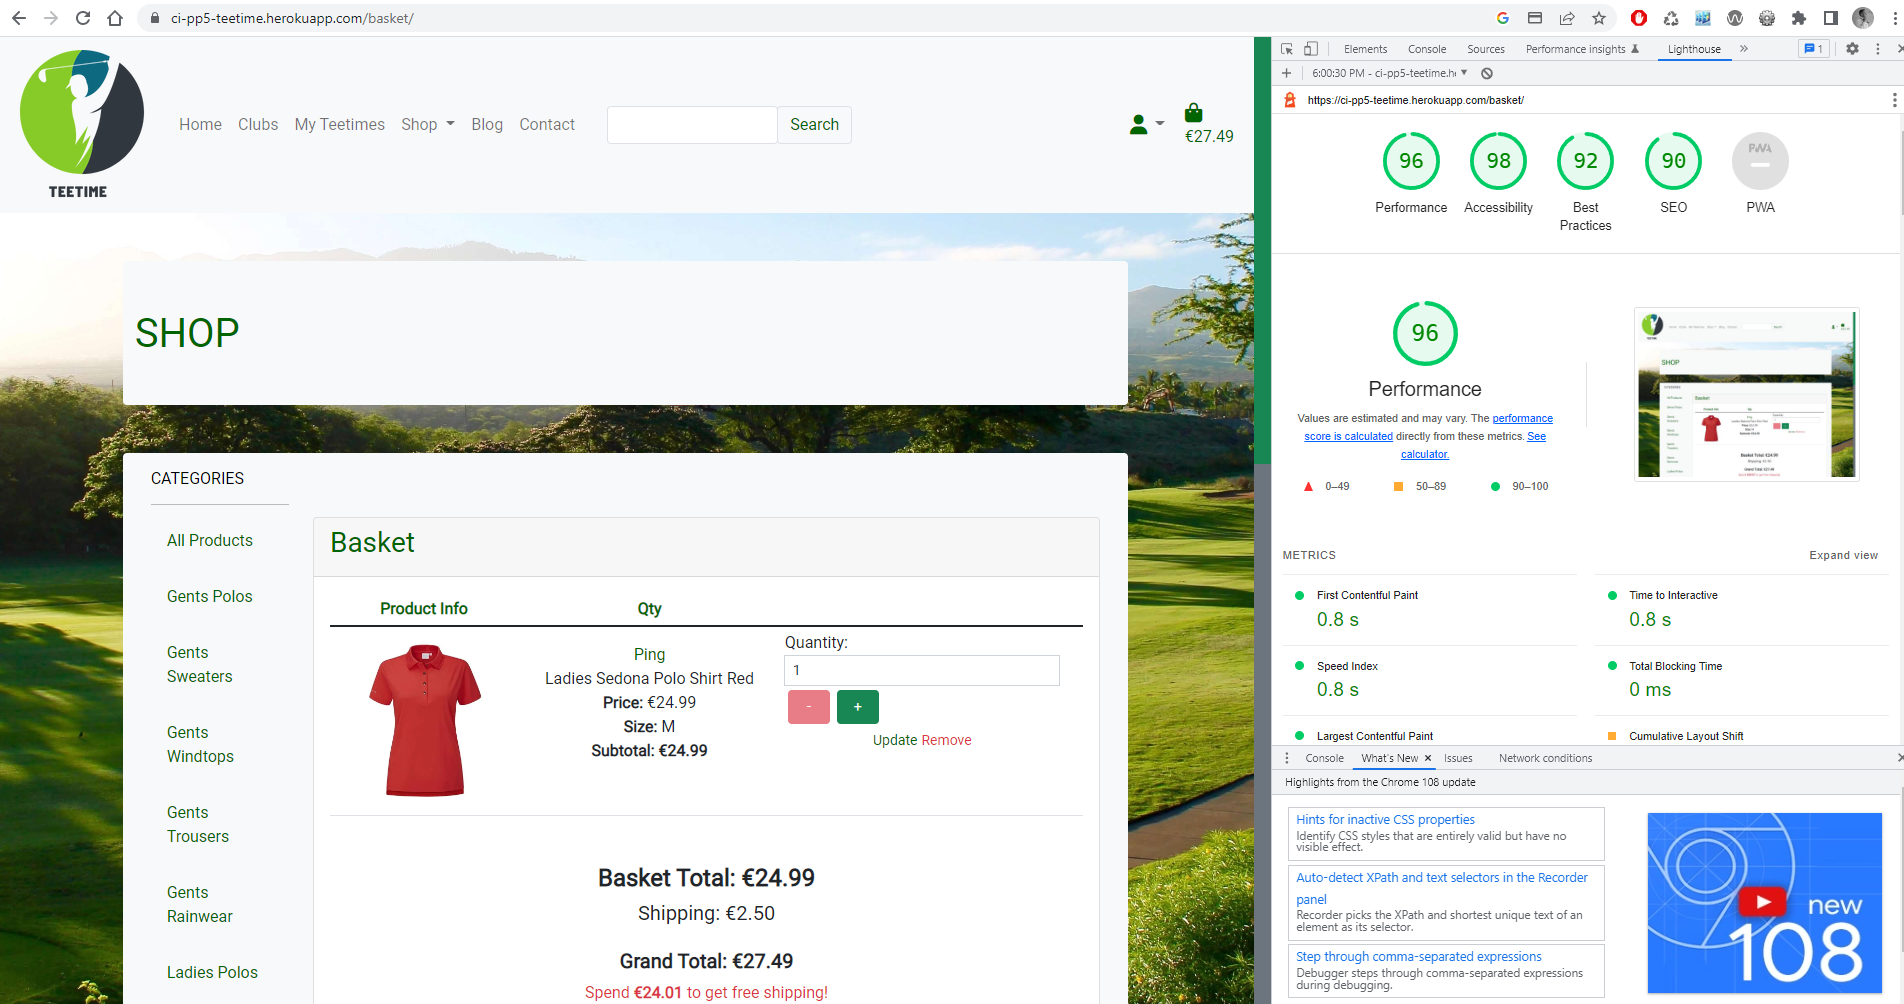 ci-pp5-teetime.herokuapp.com/basket/
TEETIME
Home Clubs My Teetimes Shop Blog Contact
Search
€27.49
SHOP
CATEGORIES
All Products
Gents Polos
Gents
Sweaters
Gents
Windtops
Gents
Trousers
Gents
Rainwear
Ladies Polos
Basket
Product Info Qty
Ping
Ladies Sedona Polo Shirt Red
Price: €24.99
Size: M
Subtotal: €24.99
Quantity:
1
- +
Update Remove
Basket Total: €24.99
Shipping: €2.50
Grand Total: €27.49
Spend €24.01 to get free shipping!
Elements Console Sources Performance insights Lighthouse » 1
6:00:30 PM - ci-pp5-teetime.h
https://ci-pp5-teetime.herokuapp.com/basket/
96 98 92 90 PWA
Performance Accessibility Best
Practices SEO PWA
96
Performance
Values are estimated and may vary. The performance
score is calculated directly from these metrics. See
calculator.
0–49 50–89 90–100
SHOP
Basket
METRICS Expand view
First Contentful Paint
0.8 s
Time to Interactive
0.8 s
Speed Index
0.8 s
Total Blocking Time
0 ms
Largest Contentful Paint
Cumulative Layout Shift
Console What's New × Issues Network conditions
Highlights from the Chrome 108 update
Hints for inactive CSS properties
Identify CSS styles that are entirely valid but have no
visible effect.
Auto-detect XPath and text selectors in the Recorder
panel
Recorder picks the XPath and shortest unique text of an
element as its selector.
Step through comma-separated expressions
Debugger steps through comma-separated expressions
during debugging.
new
108